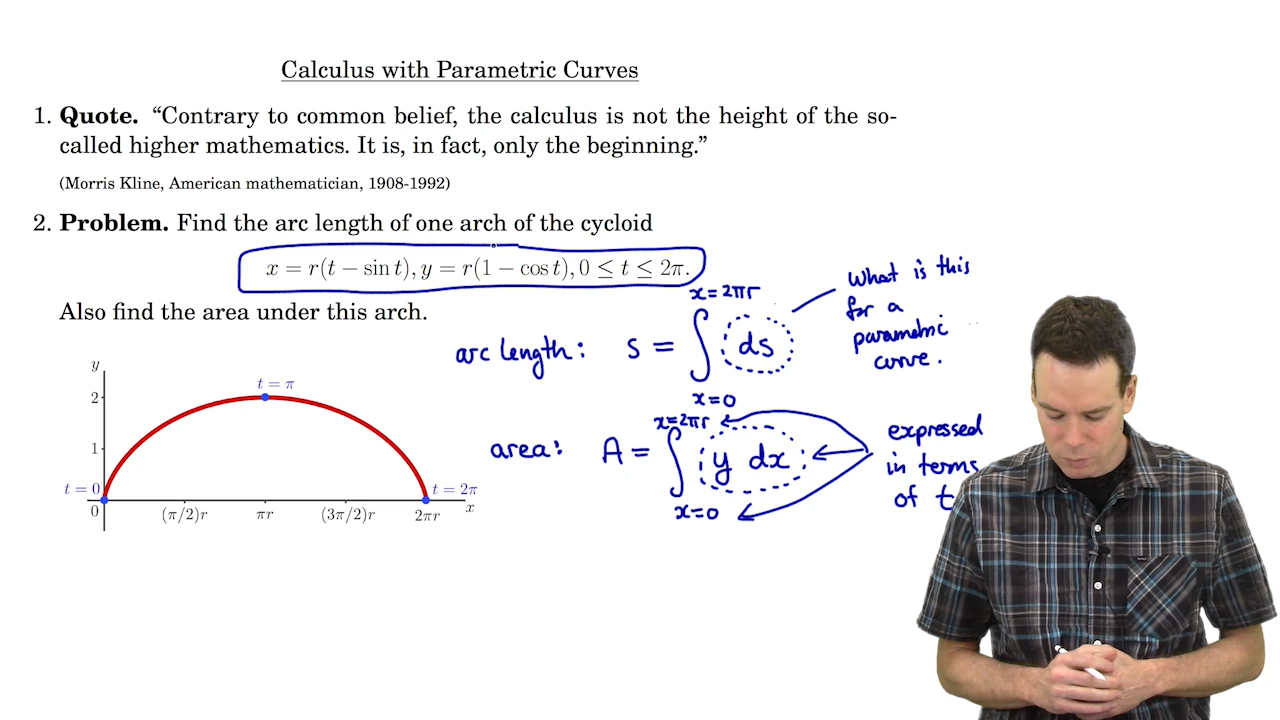 Calculus with Parametric Curves
1. Quote. “Contrary to common belief, the calculus is not the height of the so-
called higher mathematics. It is, in fact, only the beginning.”
(Morris Kline, American mathematician, 1908-1992)
2. Problem. Find the arc length of one arch of the cycloid
x = r(t − sin t), y = r(1 − cos t), 0 ≤ t ≤ 2π.
Also find the area under this arch.
arc length: s = ∫ ds
x=2πr
x=0
What is this
for a
parametric
curve.
area: A = ∫ y dx
x=2πr
x=0
expressed
in terms
of t
y
2
1
0
t = 0
t = π
t = 2π
(π/2)r
πr
(3π/2)r
2πr
x